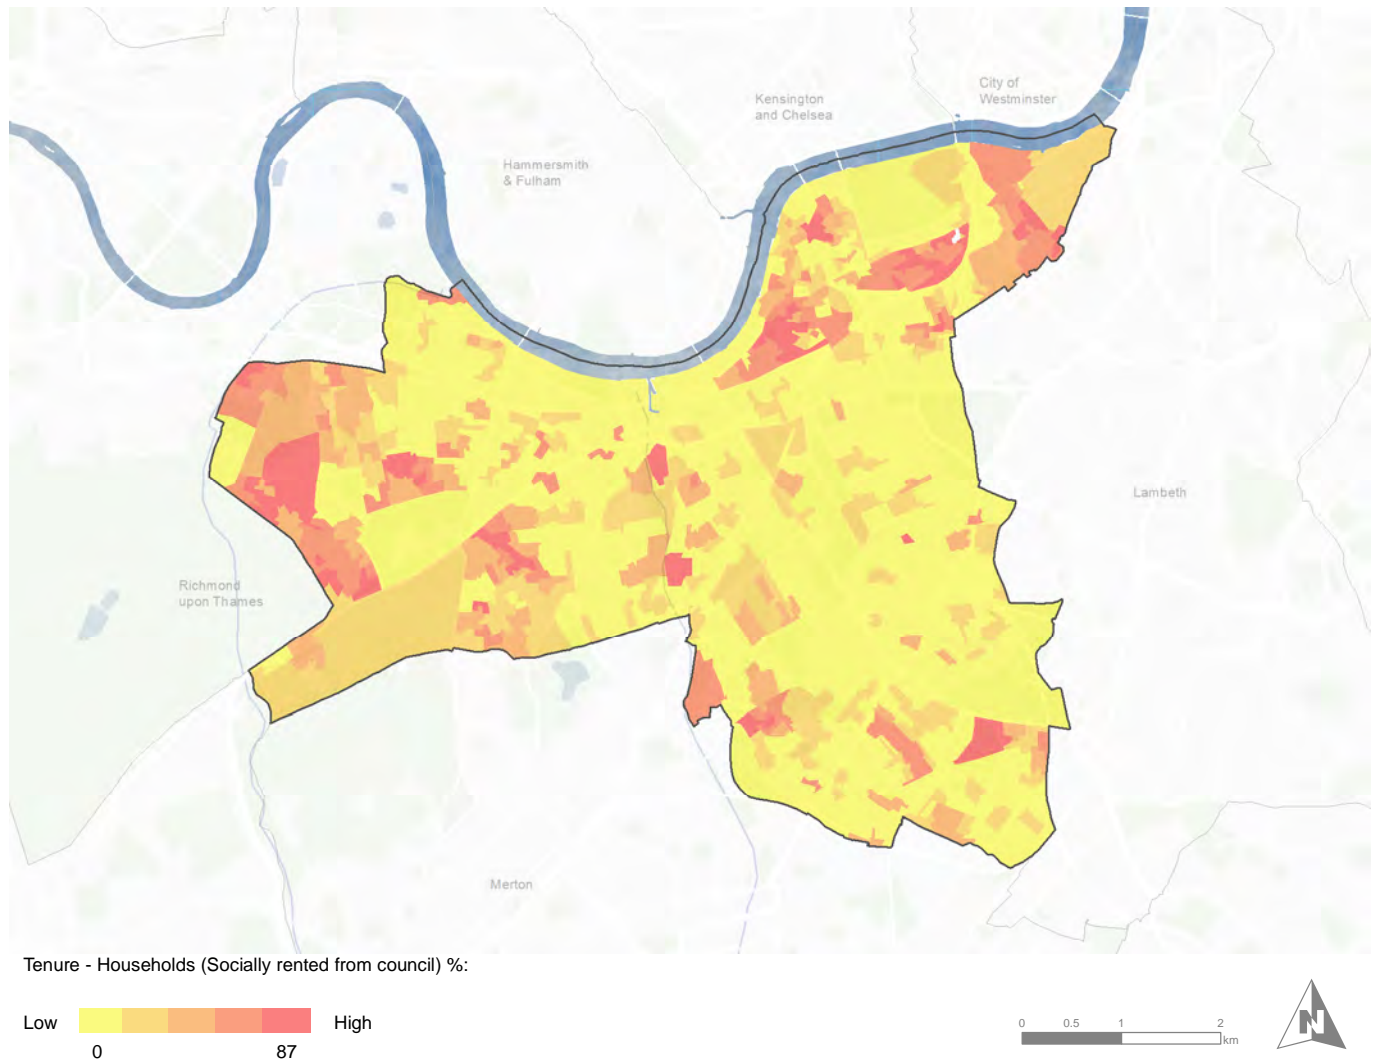 City of
Westminster
Kensington
and Chelsea
Hammersmith
& Fulham
Lambeth
Richmond
upon Thames
Merton
Tenure - Households (Socially rented from council) %:
Low High
0 87
0 0.5 1 2
km
N